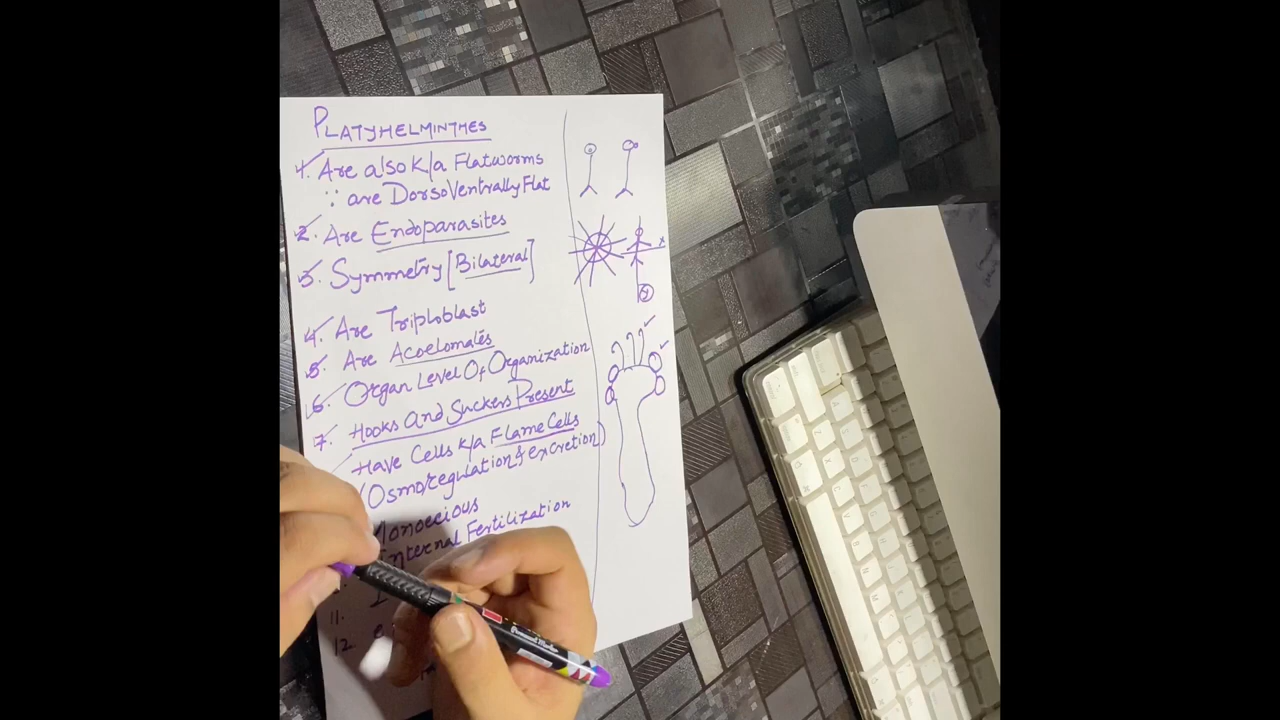 PLATYHELMINTHES
1. Are also K/a Flatworms
∵ are DorsoVentrally Flat
2. Are Endoparasites
3. Symmetry [Bilateral]
4. Are Triploblast
5. Are Acoelomates
6. Organ Level Of Organization
7. Hooks And Suckers Present
Have Cells K/a Flame Cells
(Osmoregulation & excretion)
Monoecious
Internal Fertilization
11.
12.
x
y
Permanent Marker